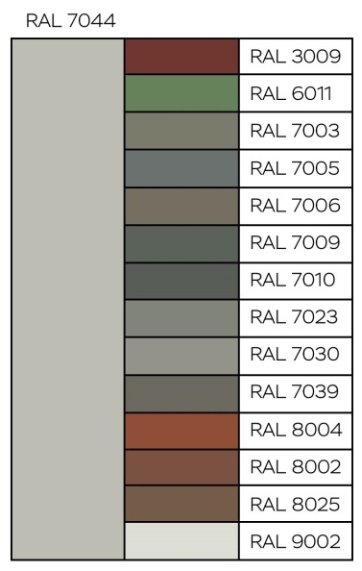 RAL 7044
RAL 3009
RAL 6011
RAL 7003
RAL 7005
RAL 7006
RAL 7009
RAL 7010
RAL 7023
RAL 7030
RAL 7039
RAL 8004
RAL 8002
RAL 8025
RAL 9002